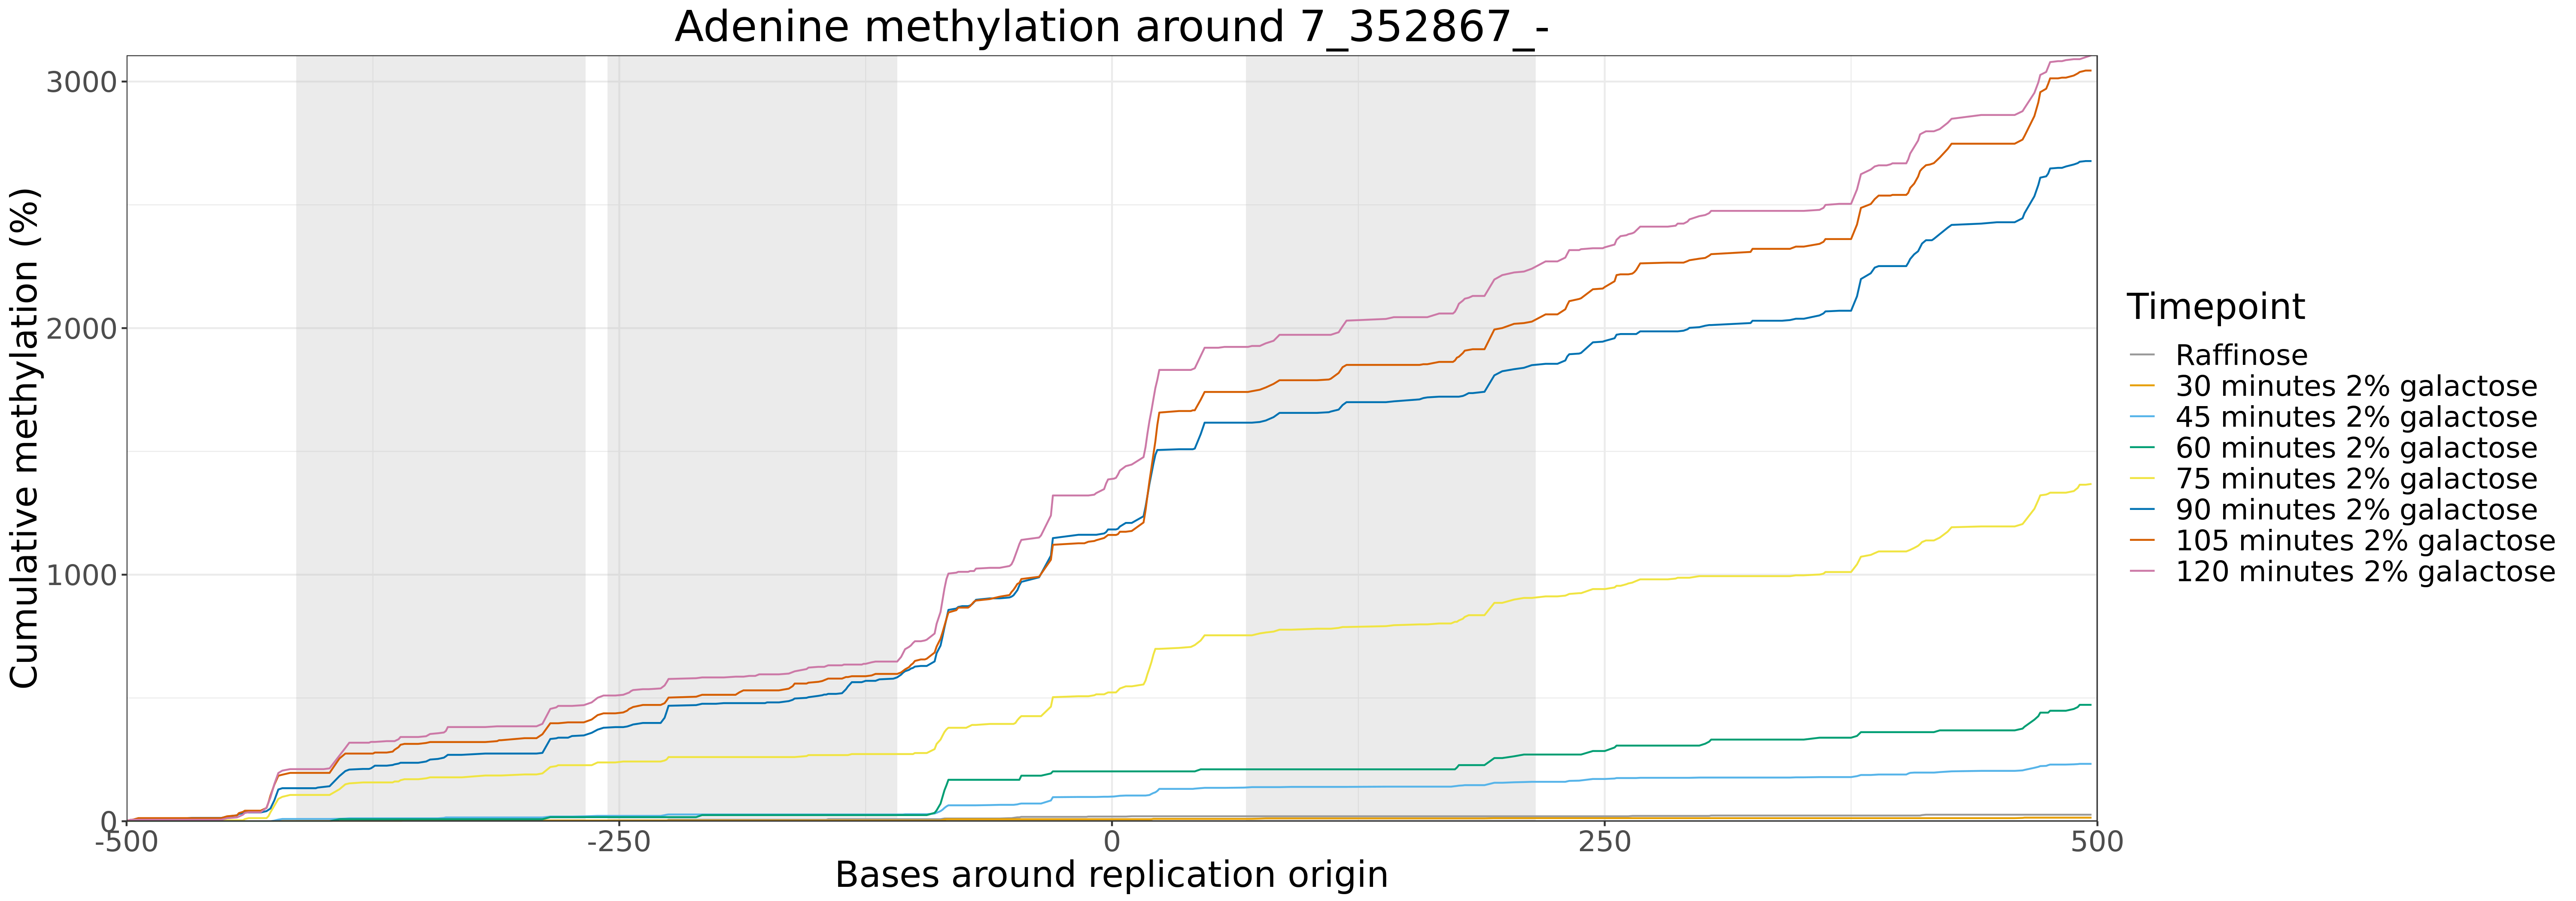 Adenine methylation around 7_352867_-
Cumulative methylation (%)
3000
2000
1000
0
-500
-250
0
250
500
Bases around replication origin
Timepoint
Raffinose
30 minutes 2% galactose
45 minutes 2% galactose
60 minutes 2% galactose
75 minutes 2% galactose
90 minutes 2% galactose
105 minutes 2% galactose
120 minutes 2% galactose